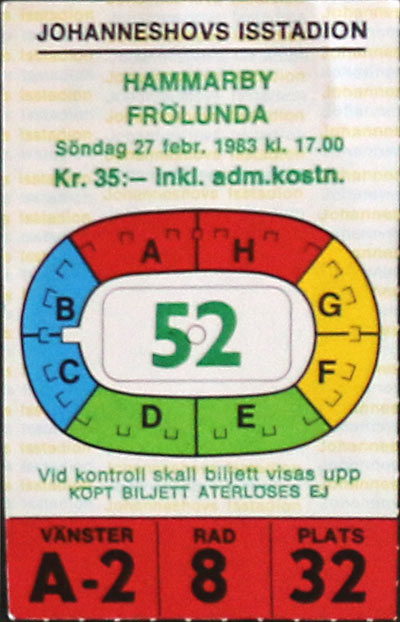 JOHANNESHOVS ISSTADION
HAMMARBY
FRÖLUNDA
Söndag 27 febr. 1983 kl. 17.00
Kr. 35:— inkl. adm.kostn.
A H
B G
52
C F
D E
Vid kontroll skall biljett visas upp
KÖPT BILJETT ÅTERLÖSES EJ
VÄNSTER RAD PLATS
A-2 8 32